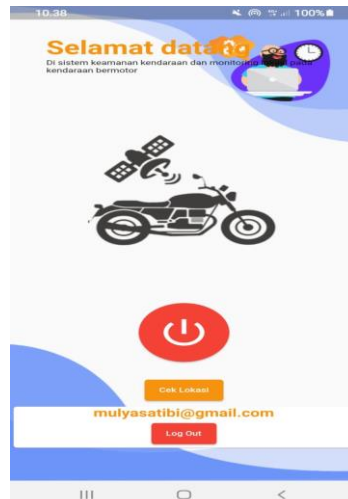 10.38
100%
Selamat datang
Di sistem keamanan kendaraan dan monitoring pada
kendaraan bermotor
Cek Lokasi
mulyasatibi@gmail.com
Log Out